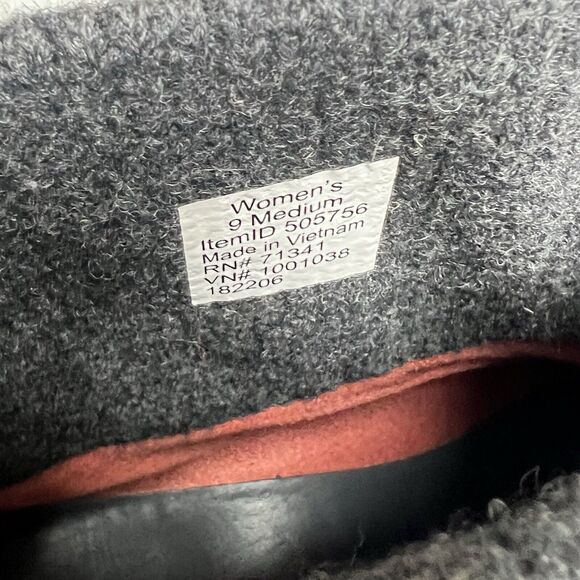 Women's
9 Medium
ItemID 505756
Made in Vietnam
RN# 71341
VN# 1001038
182206